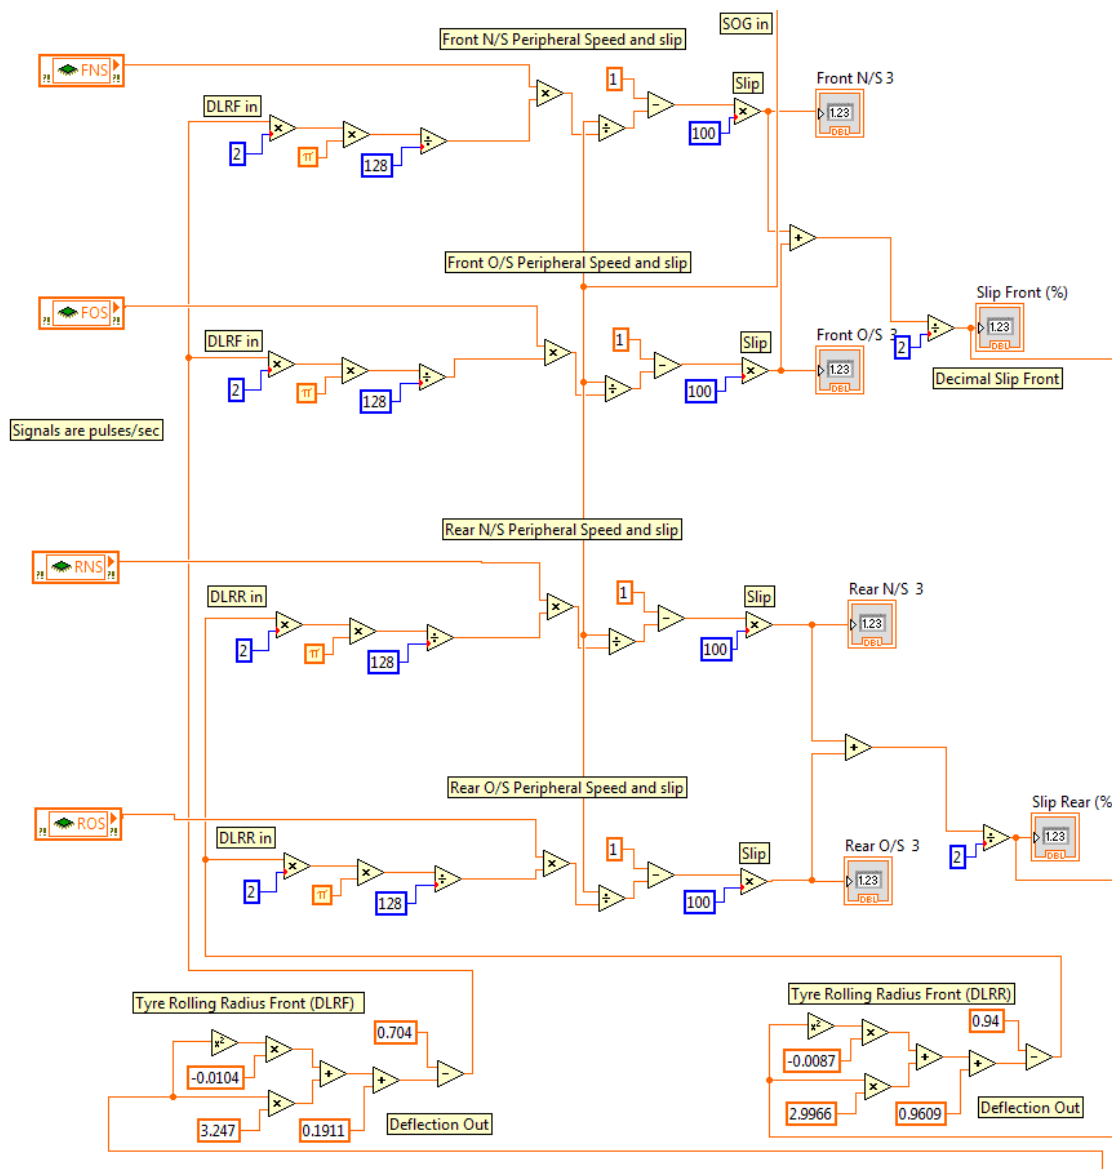 SOG in
Front N/S Peripheral Speed and slip
?! FNS ?!
1
Slip
Front N/S 3
1.23
DBL
DLRF in
2
π
128
100
Front O/S Peripheral Speed and slip
?! FOS ?!
Slip Front (%)
1.23
DBL
DLRF in
1
Slip
Front O/S 3
1.23
DBL
2
Decimal Slip Front
2
π
128
100
Signals are pulses/sec
Rear N/S Peripheral Speed and slip
?! RNS ?!
DLRR in
1
Slip
Rear N/S 3
1.23
DBL
2
π
128
100
Rear O/S Peripheral Speed and slip
?! ROS ?!
Slip Rear (%
1.23
DBL
DLRR in
1
Slip
Rear O/S 3
1.23
DBL
2
2
π
128
100
Tyre Rolling Radius Front (DLRF)
x²
-0.0104
0.704
3.247
0.1911
Deflection Out
Tyre Rolling Radius Front (DLRR)
x²
-0.0087
0.94
2.9966
0.9609
Deflection Out